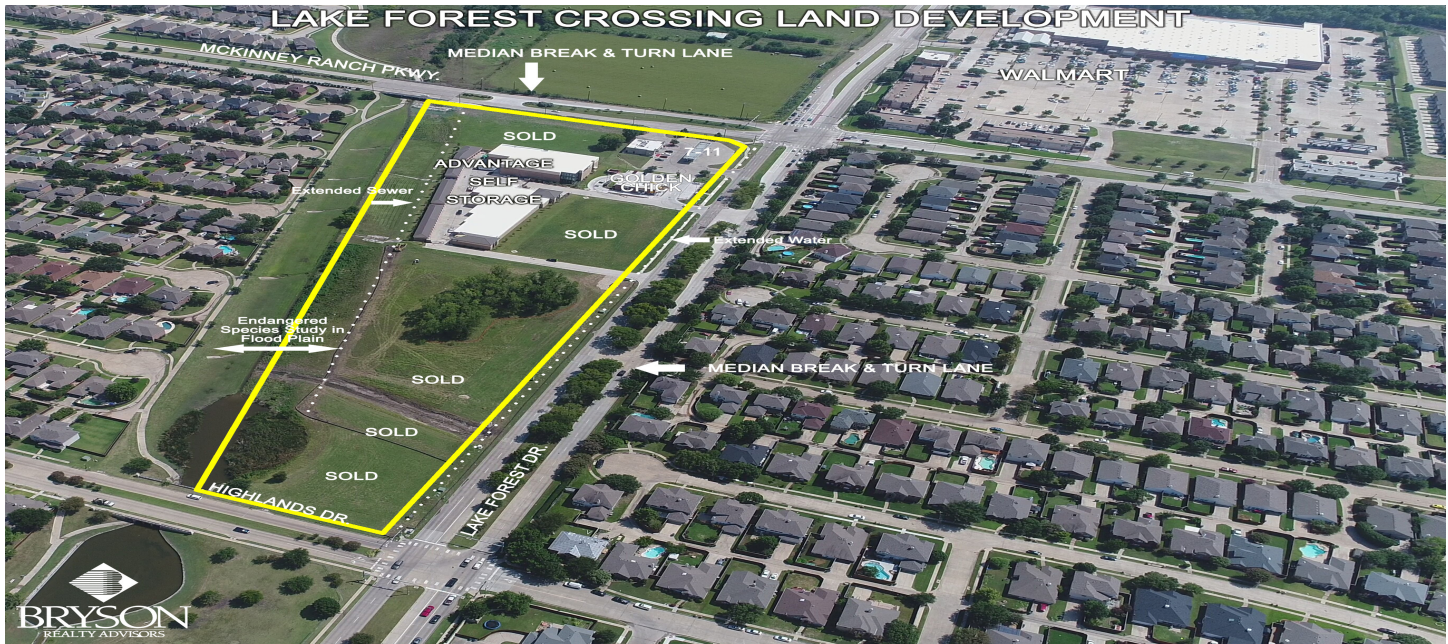 LAKE FOREST CROSSING LAND DEVELOPMENT
MCKINNEY RANCH PKWY.
MEDIAN BREAK & TURN LANE
WALMART
SOLD
7-11
ADVANTAGE
SELF
STORAGE
GOLDEN
CHICK
Extended Sewer
SOLD
Extended Water
Endangered
Species Study in
Flood Plain
SOLD
MEDIAN BREAK & TURN LANE
SOLD
SOLD
HIGHLANDS DR.
LAKE FOREST DR.
BRYSON
REALTY ADVISORS